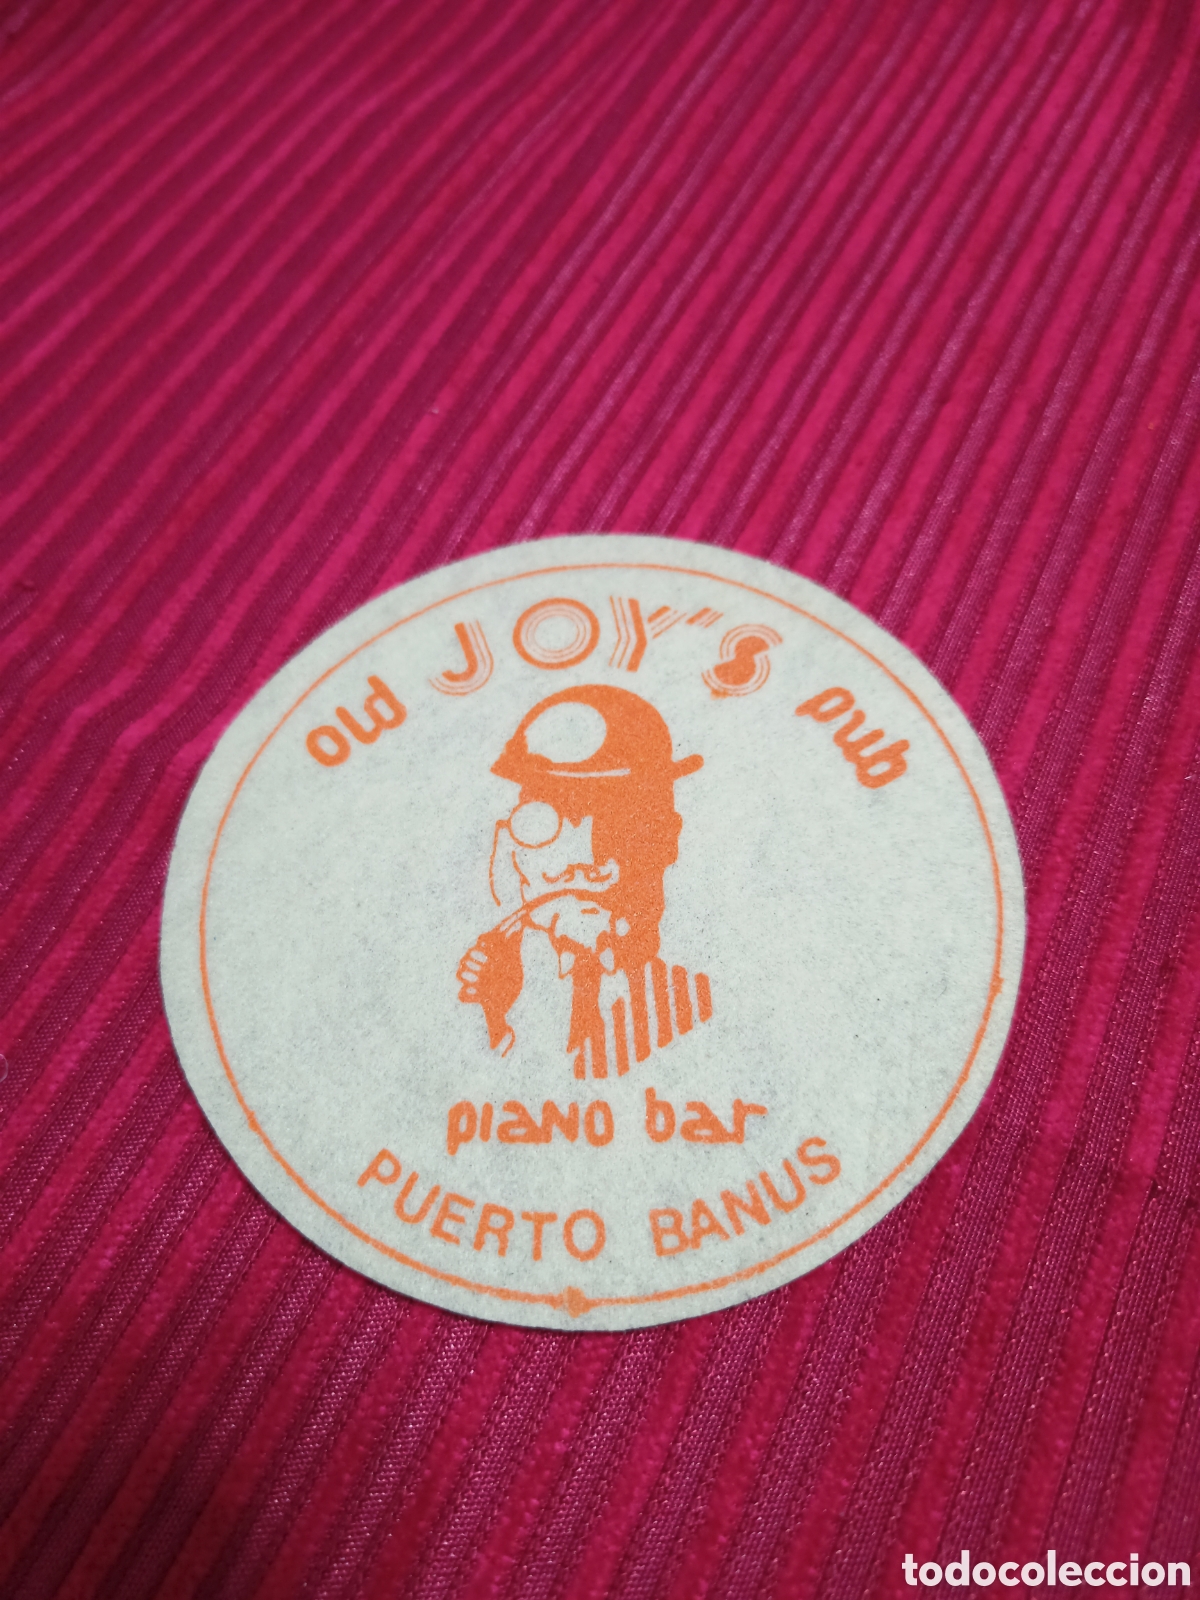 old JOY'S pub
piano bar
PUERTO BANUS
todocoleccion